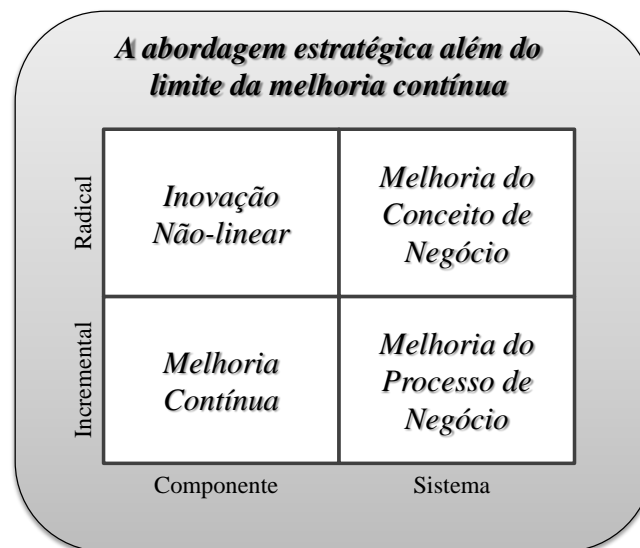 A abordagem estratégica além do
limite da melhoria contínua
Radical
Inovação
Não-linear
Melhoria do
Conceito de
Negócio
Incremental
Melhoria
Contínua
Melhoria do
Processo de
Negócio
Componente
Sistema